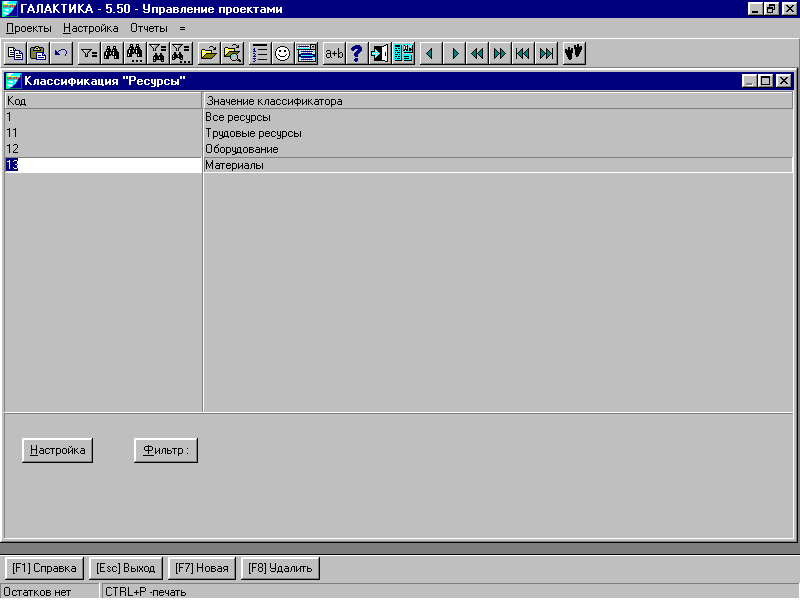 ГАЛАКТИКА - 5.50 - Управление проектами
Проекты Настройка Отчеты =
a+b ?
Классификация "Ресурсы"
Код Значение классификатора
1 Все ресурсы
11 Трудовые ресурсы
12 Оборудование
13 Материалы
Настройка Фильтр :
[F1] Справка [Esc] Выход [F7] Новая [F8] Удалить
Остатков нет CTRL+P -печать